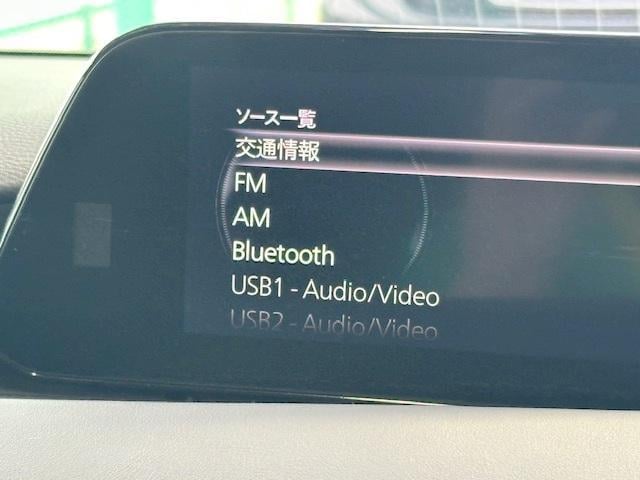 ソース一覧
交通情報
FM
AM
Bluetooth
USB1 - Audio/Video
USB2 - Audio/Video